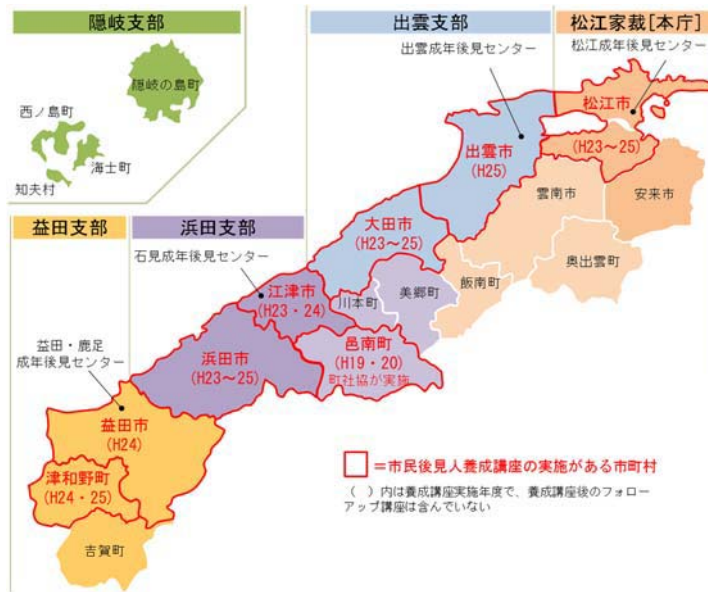 隠岐支部
出雲支部
松江家裁[本庁]
出雲成年後見センター
松江成年後見センター
隠岐の島町
西ノ島町
海士町
知夫村
松江市
(H23～25)
出雲市
(H25)
雲南市
安来市
益田支部
浜田支部
大田市
(H23～25)
石見成年後見センター
奥出雲町
飯南町
美郷町
川本町
江津市
(H23・24)
邑南町
(H19・20)
町社協が実施
浜田市
(H23～25)
益田・鹿足
成年後見センター
益田市
(H24)
津和野町
(H24・25)
吉賀町
=市民後見人養成講座の実施がある市町村
( )内は養成講座実施年度で、養成講座後のフォロー
アップ講座は含んでいない